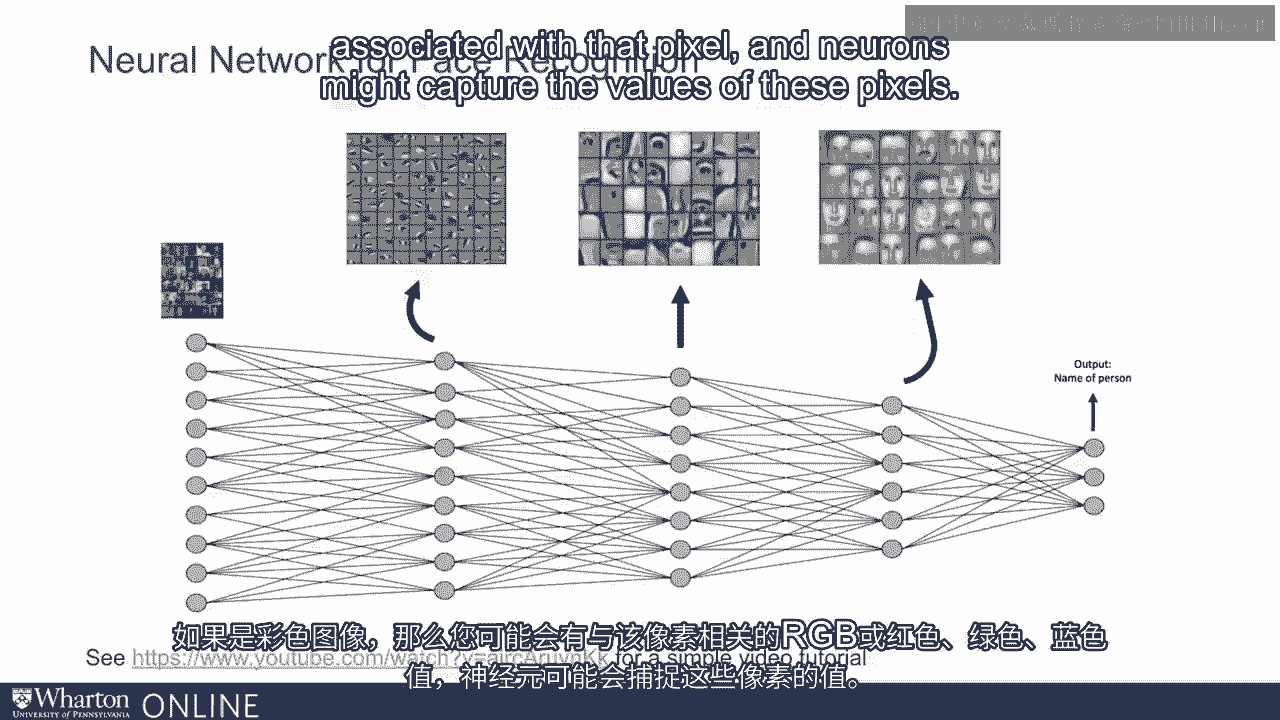 associated with that pixel, and neurons
Neural Network for Face Recognition
might capture the values of these pixels.
Output:
Name of person
如果是彩色图像，那么您可能会有与该像素相关的RGB或红色、绿色、蓝色
See https://www.youtube.com/watch?v=aircAruvnKk for a simple video tutorial
值，神经元可能会捕捉这些像素的值。
Wharton
UNIVERSITY OF PENNSYLVANIA
ONLINE